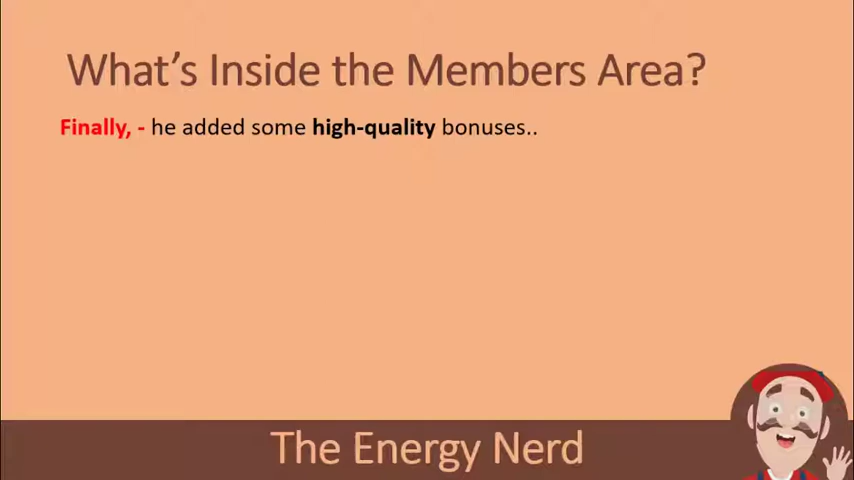 What's Inside the Members Area?
Finally, - he added some high-quality bonuses..
The Energy Nerd